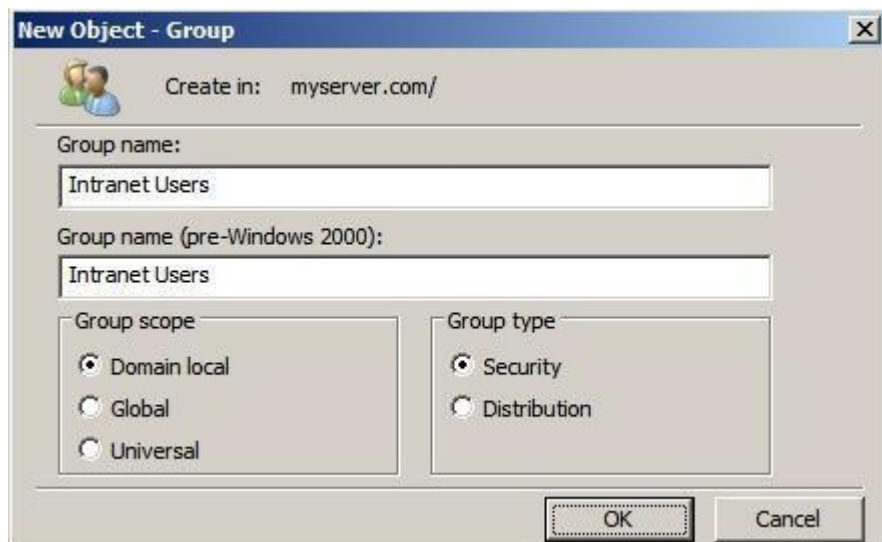 New Object - Group
Create in: myserver.com/
Group name:
Intranet Users
Group name (pre-Windows 2000):
Intranet Users
Group scope
Domain local
Global
Universal
Group type
Security
Distribution
OK
Cancel